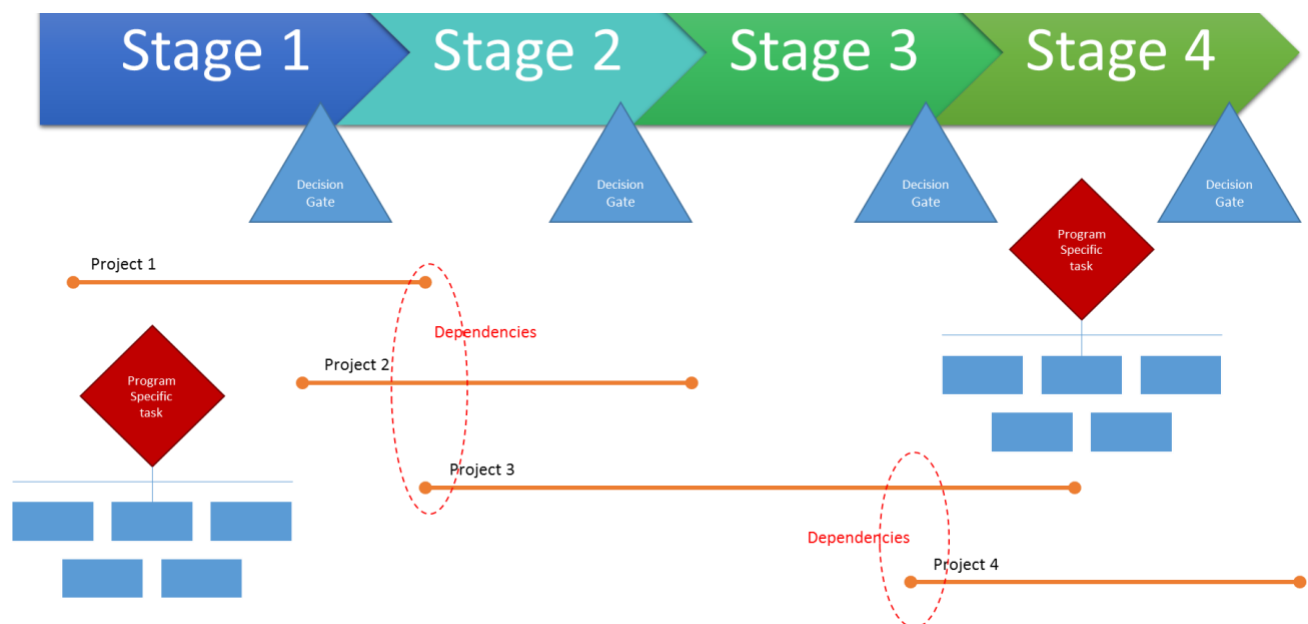 Stage 1
Stage 2
Stage 3
Stage 4
Decision
Gate
Decision
Gate
Decision
Gate
Decision
Gate
Program
Specific
task
Project 1
Dependencies
Project 2
Program
Specific
task
Project 3
Dependencies
Project 4